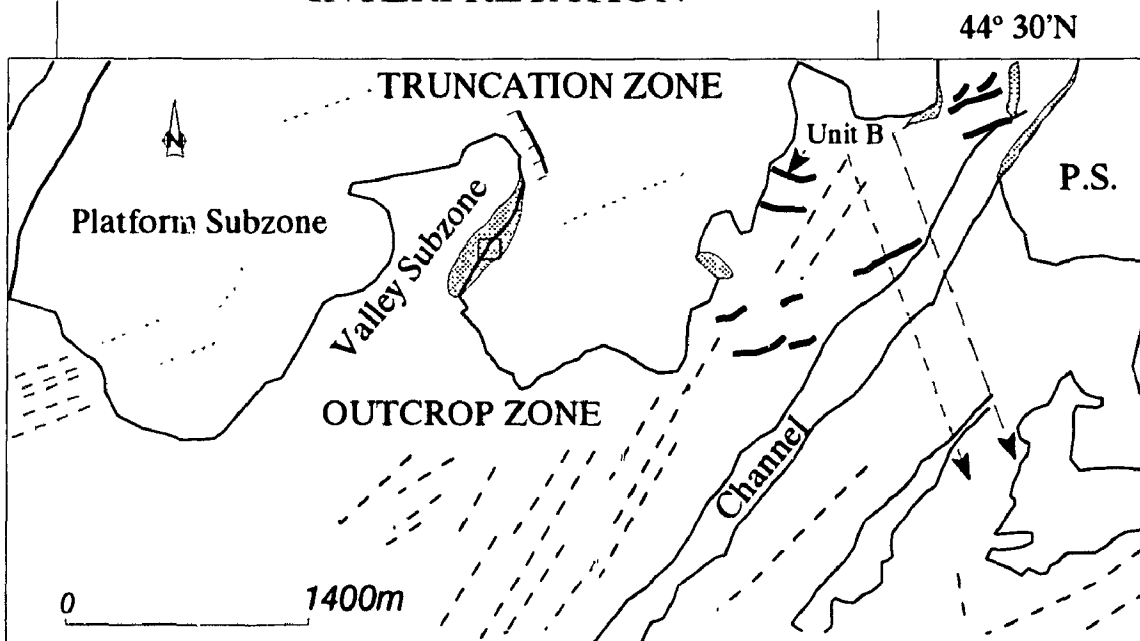 44° 30'N
TRUNCATION ZONE
Unit B
N
P.S.
Platform Subzone
Valley Subzone
OUTCROP ZONE
Channel
0
1400m